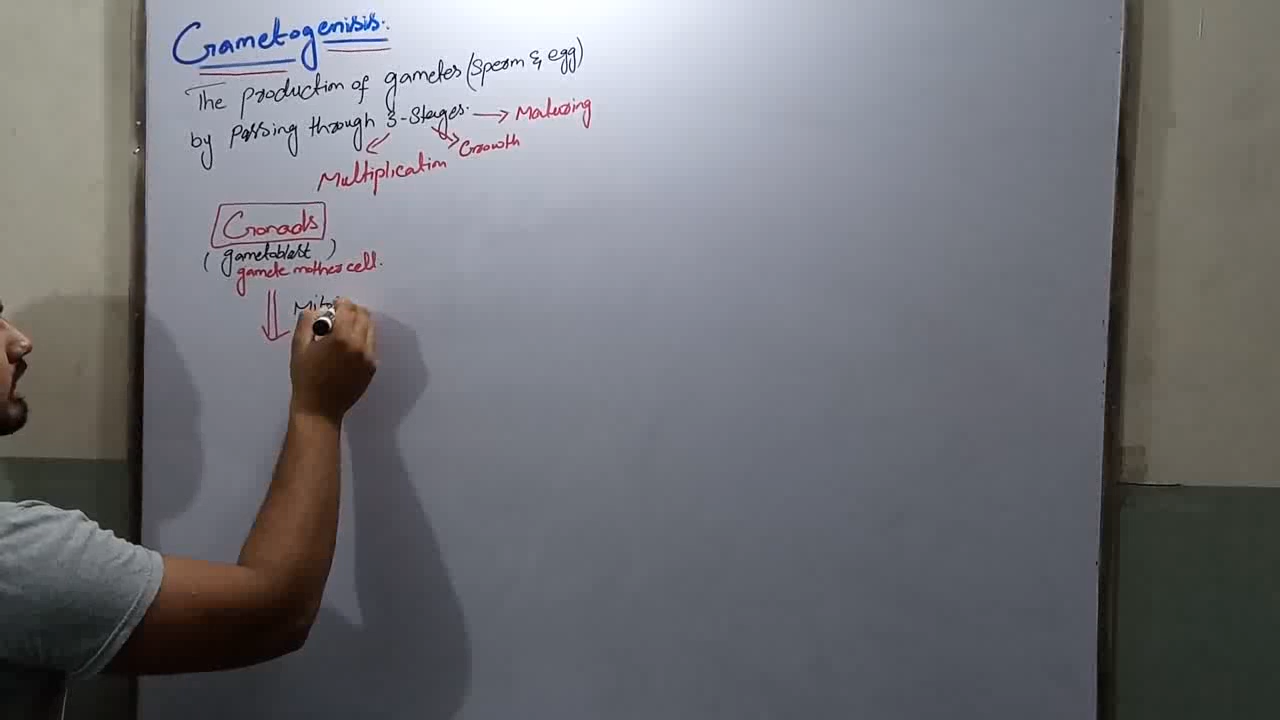 Gametogenisis.
The production of gametes (Sperm & egg)
by Passing through 3-Stages. → Maturing
Growth
Multiplication
Gonads
(gametoblast)
gamete mother cell.
Mito